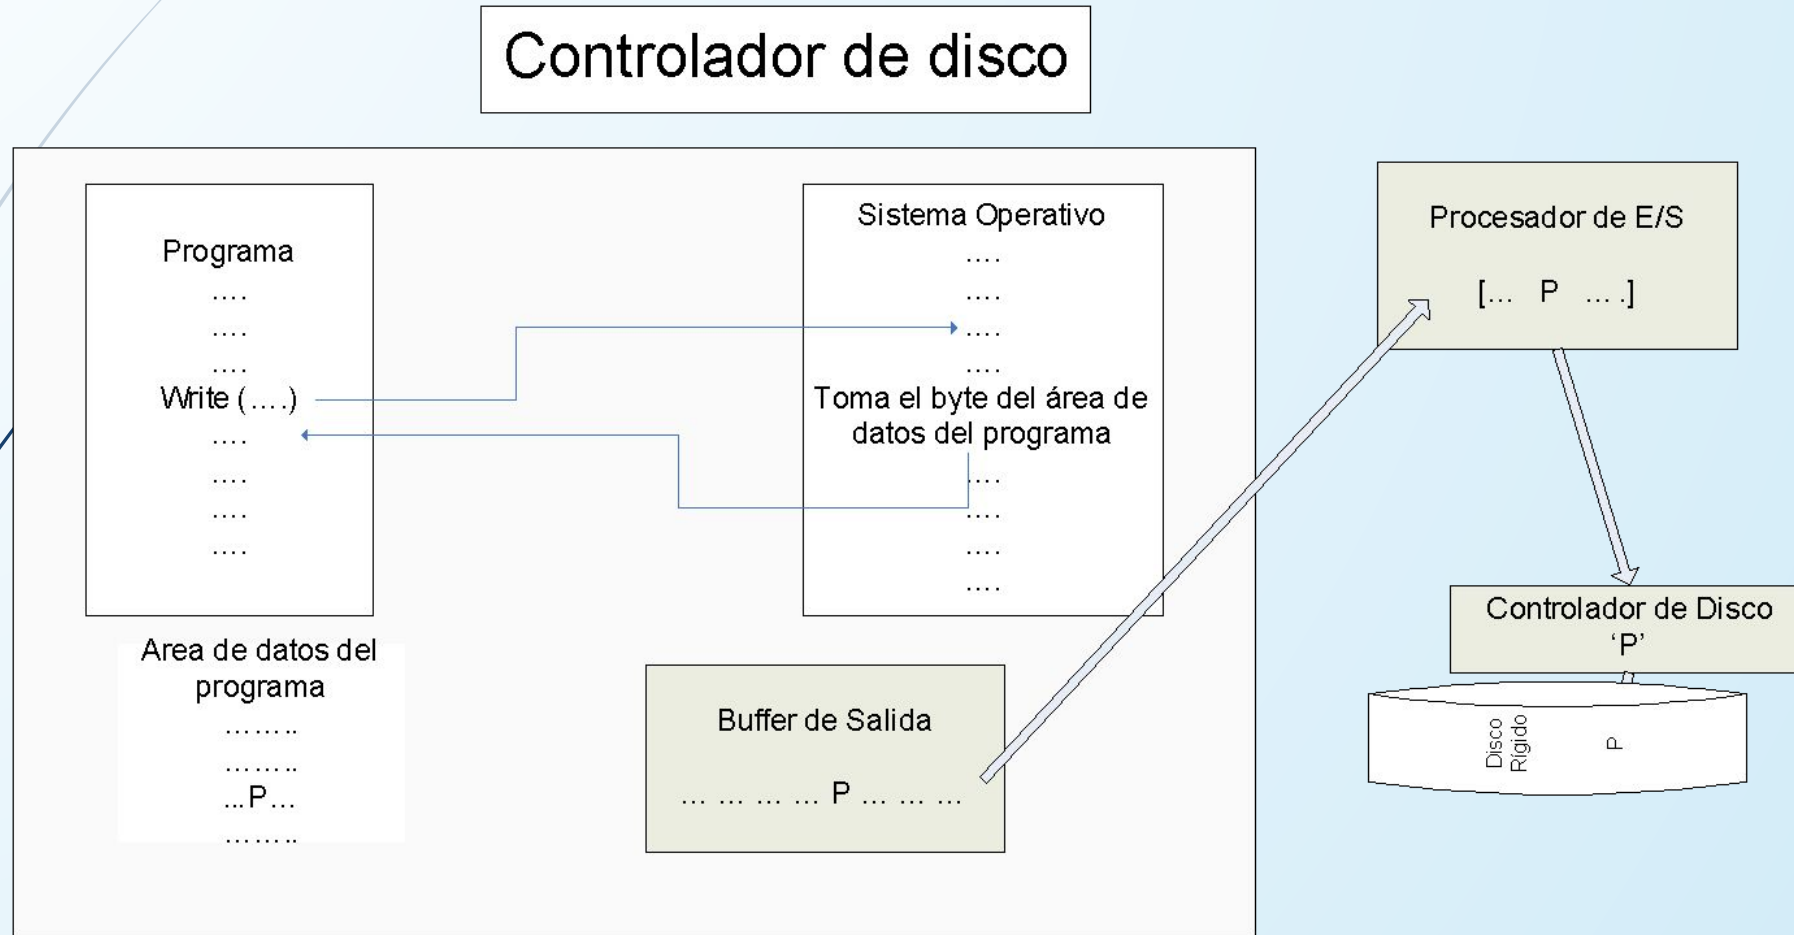 Controlador de disco
Programa
....
....
....
Write (....)
....
....
....
....
Sistema Operativo
....
....
....
....
Toma el byte del área de
datos del programa
....
....
....
....
Area de datos del
programa
........
........
...P...
........
Buffer de Salida
... ... ... ... P ... ... ...
Procesador de E/S
[... P ... .]
Controlador de Disco
‘P’
Disco
Rígido
P